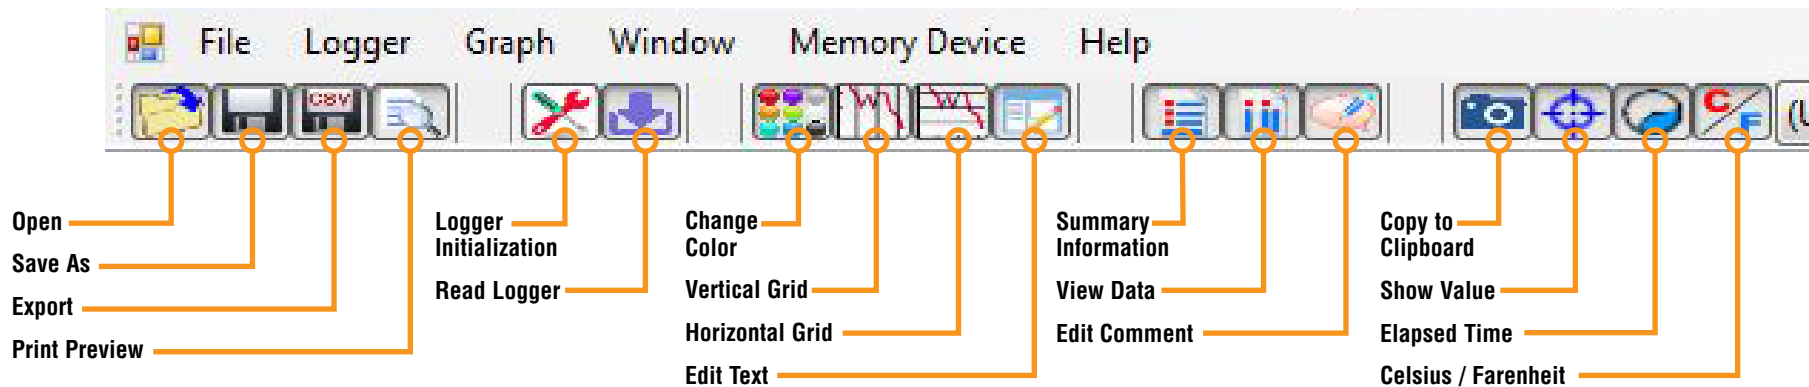 File Logger Graph Window Memory Device Help
CSV
C/F
(U
Open
Save As
Export
Print Preview
Logger
Initialization
Read Logger
Change
Color
Vertical Grid
Horizontal Grid
Edit Text
Summary
Information
View Data
Edit Comment
Copy to
Clipboard
Show Value
Elapsed Time
Celsius / Farenheit